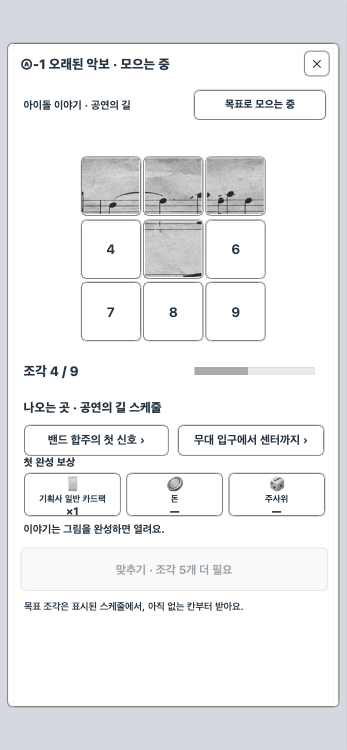 Ⓐ-1 오래된 악보 · 모으는 중
×
아이돌 이야기 · 공연의 길
목표로 모으는 중
4
6
7
8
9
조각 4 / 9
나오는 곳 · 공연의 길 스케줄
밴드 합주의 첫 신호 ›
무대 입구에서 센터까지 ›
첫 완성 보상
기획사 일반 카드팩
×1
돈
—
주사위
—
이야기는 그림을 완성하면 열려요.
맞추기 · 조각 5개 더 필요
목표 조각은 표시된 스케줄에서, 아직 없는 칸부터 받아요.